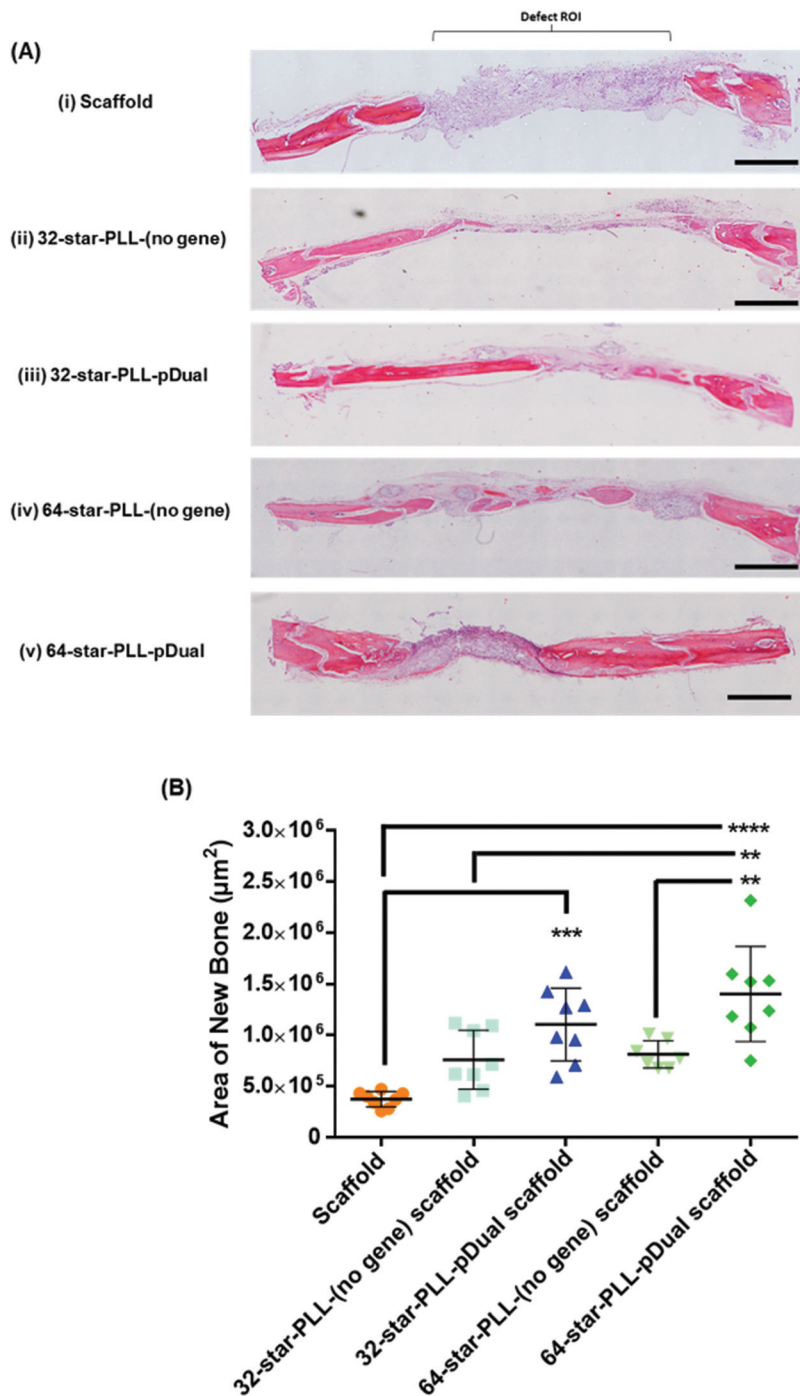 Defect ROI
(A)
(i) Scaffold
(ii) 32-star-PLL-(no gene)
(iii) 32-star-PLL-pDual
(iv) 64-star-PLL-(no gene)
(v) 64-star-PLL-pDual
(B)
Area of New Bone (µm²)
3.0×10⁶
2.5×10⁶
2.0×10⁶
1.5×10⁶
1.0×10⁶
5.0×10⁵
0
****
**
**
***
Scaffold
32-star-PLL-(no gene) scaffold
32-star-PLL-pDual scaffold
64-star-PLL-(no gene) scaffold
64-star-PLL-pDual scaffold